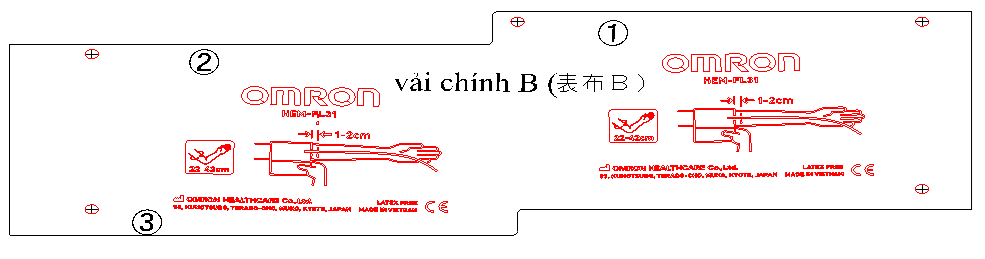 ①
②
vải chính B (表布B)
OMRON
HEM-FL31
1-2cm
22-42cm
OMRON HEALTHCARE Co.,Ltd.
53, KUNOTSUBO, TERADO-CHO, MUKO, KYOTO, JAPAN
LATEX FREE
MADE IN VIETNAM
CE
OMRON
HEM-FL31
1-2cm
22-42cm
OMRON HEALTHCARE Co.,Ltd.
53, KUNOTSUBO, TERADO-CHO, MUKO, KYOTO, JAPAN
LATEX FREE
MADE IN VIETNAM
CE
③